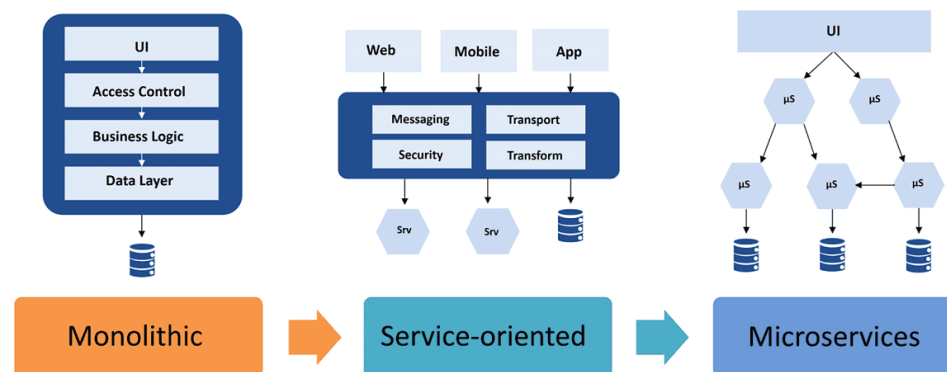 UI
Access Control
Business Logic
Data Layer
Monolithic
Web
Mobile
App
Messaging
Transport
Security
Transform
Srv
Srv
Service-oriented
UI
µS
µS
µS
µS
µS
Microservices